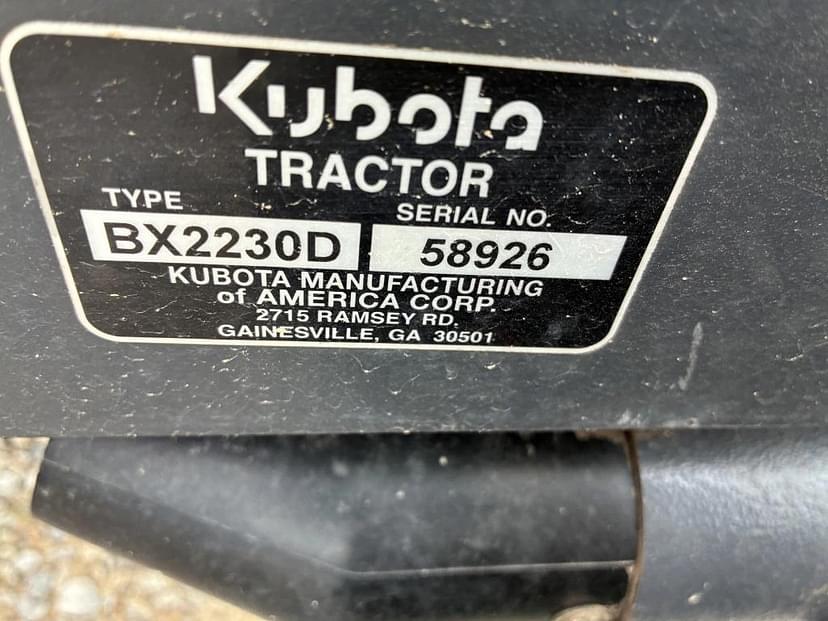 Kubota
TRACTOR
TYPE SERIAL NO.
BX2230D 58926
KUBOTA MANUFACTURING
of AMERICA CORP.
2715 RAMSEY RD.
GAINESVILLE, GA 30501